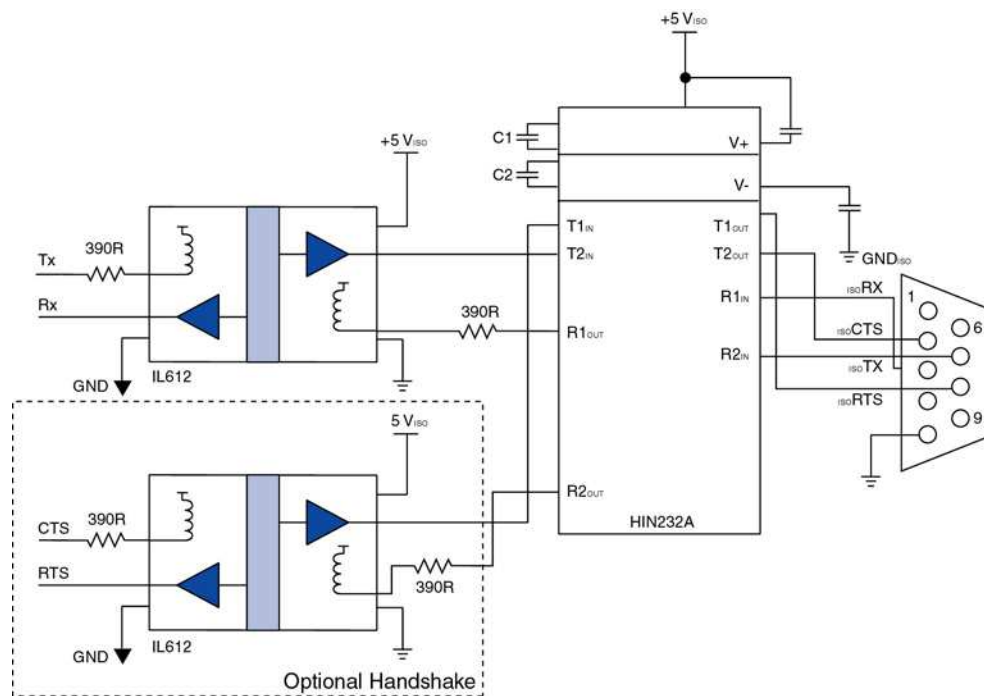 +5 VISO
C1
C2
V+
V-
+5 VISO
390R
Tx
Rx
GND
IL612
390R
T1IN
T2IN
R1OUT
R2OUT
T1OUT
T2OUT
R1IN
R2IN
HIN232A
GNDISO
ISORX
ISOCTS
ISOTX
ISORTS
1
6
9
5 VISO
390R
CTS
RTS
GND
IL612
390R
Optional Handshake